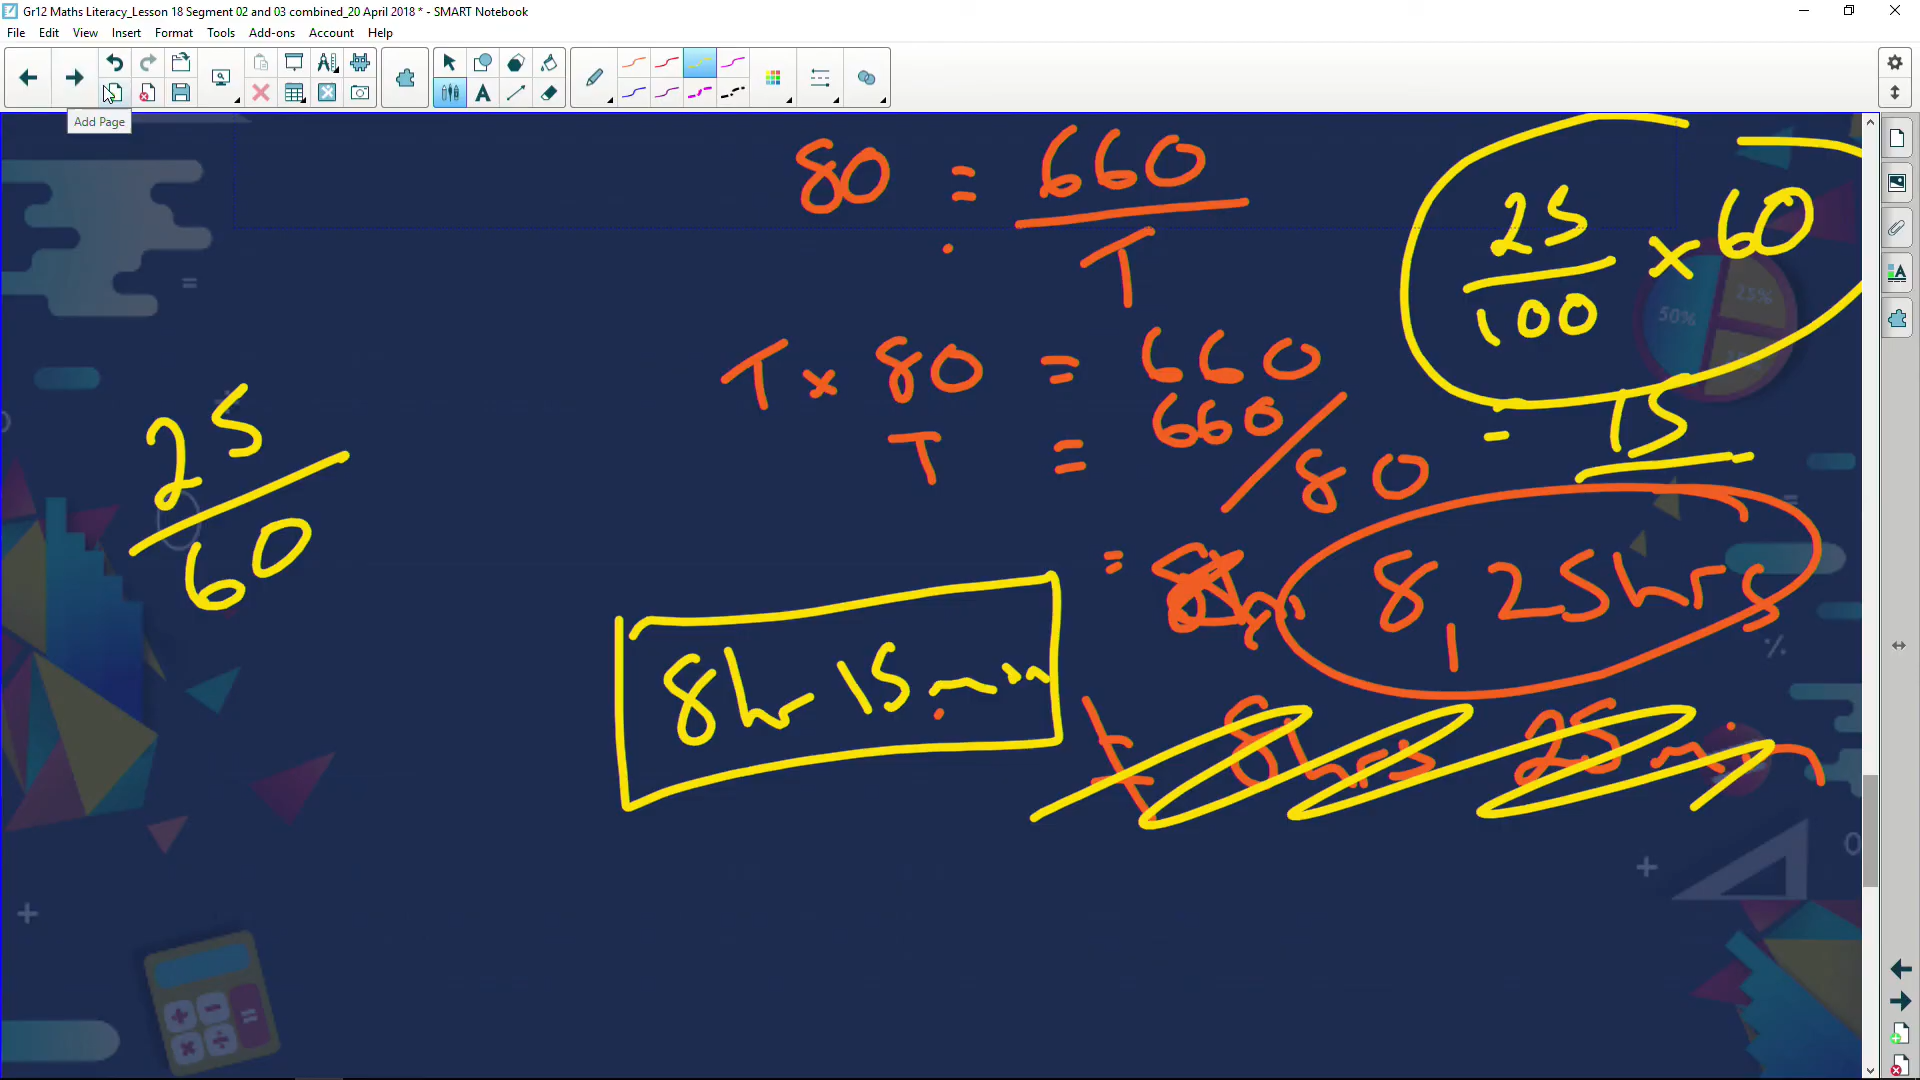 Gr12 Maths Literacy_Lesson 18 Segment 02 and 03 combined_20 April 2018 * - SMART Notebook
File Edit View Insert Format Tools Add-ons Account Help
Add Page
80 = 660
T
25
100
× 60
= 15
50%
25%
T × 80 = 660
T = 660/80
= 8,25hrs
25
60
8hr 15min
8hrs 25min